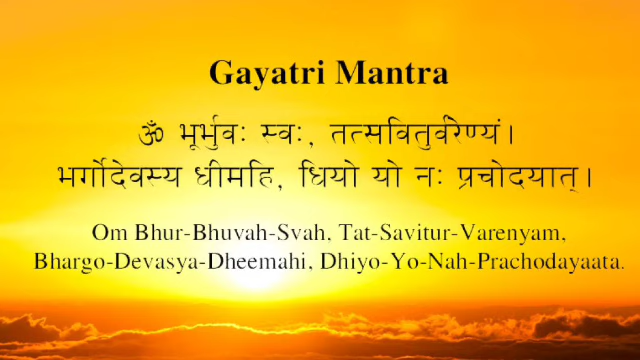 Gayatri Mantra
ॐ भूर्भुवः स्वः, तत्सवितुर्वरेण्यं।
भर्गोदेवस्य धीमहि, धियो यो नः प्रचोदयात्।
Om Bhur-Bhuvah-Svah, Tat-Savitur-Varenyam,
Bhargo-Devasya-Dheemahi, Dhiyo-Yo-Nah-Prachodayaata.